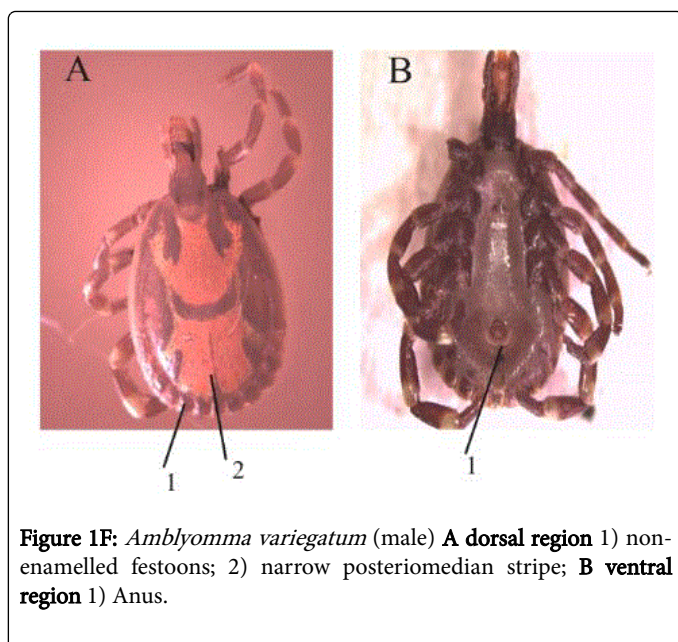 A
B
1
2
1
Figure 1F: Amblyomma variegatum (male) A dorsal region 1) non-
enamelled festoons; 2) narrow posteriomedian stripe; B ventral
region 1) Anus.